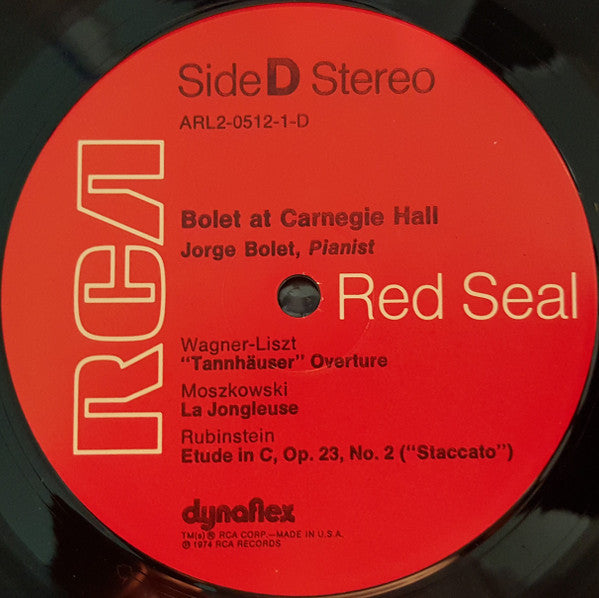 Side D Stereo
ARL2-0512-1-D
RCA
Bolet at Carnegie Hall
Jorge Bolet, Pianist
Red Seal
Wagner-Liszt
“Tannhäuser” Overture
Moszkowski
La Jongleuse
Rubinstein
Etude in C, Op. 23, No. 2 (“Staccato”)
dynaflex
TM(s) ® RCA CORP.—MADE IN U.S.A.
℗ 1974 RCA RECORDS